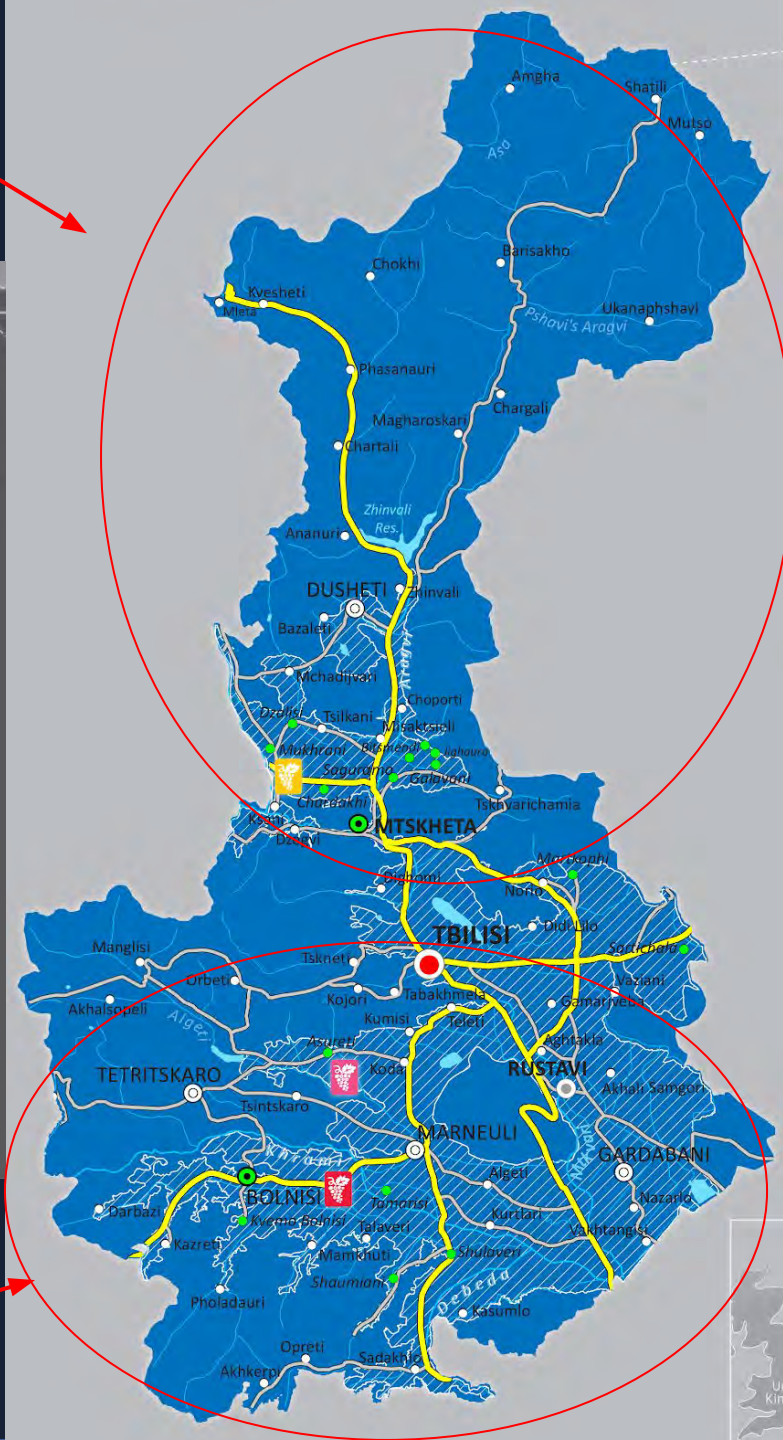 Amgha
Shatili
Mutso
Asa
Barisakho
Chokhi
Kvesheti
Mleta
Ukanaphshavi
Pshavi's Aragvi
Phasanauri
Chargali
Magharoskari
Chartali
Zhinvali
Res.
Ananuri
DUSHETI
Zhinvali
Bazaleti
Aragvi
Mchadijvari
Choporti
Dzalisi
Tsilkani
Misaktsieli
Mukhrani
Bitsmendi
Saguramo
Galavani
Chardakhi
Tskhvarichamia
Ksani
MTSKHETA
Dzegvi
Martkophi
Dighomi
Norio
Didi Lilo
TBILISI
Sartichala
Manglisi
Tskneti
Orbeti
Vaziani
Kojori
Tabakhmela
Akhalsopeli
Gamarjveba
Algeti
Kumisi
Teleti
Asureti
Aghtakla
Koda
RUSTAVI
TETRITSKARO
Akhali Samgori
Tsintskaro
MARNEULI
Mtkvari
Khrami
GARDABANI
BOLNISI
Algeti
Tamarisi
Nazarlo
Darbazi
Kvemo Bolnisi
Kurtlari
Talaveri
Vakhtangisi
Kazreti
Mamkhuti
Shulaveri
Shaumiani
Debeda
Pholadauri
Kasumlo
Opreti
Sadakhlo
Akhkerpi